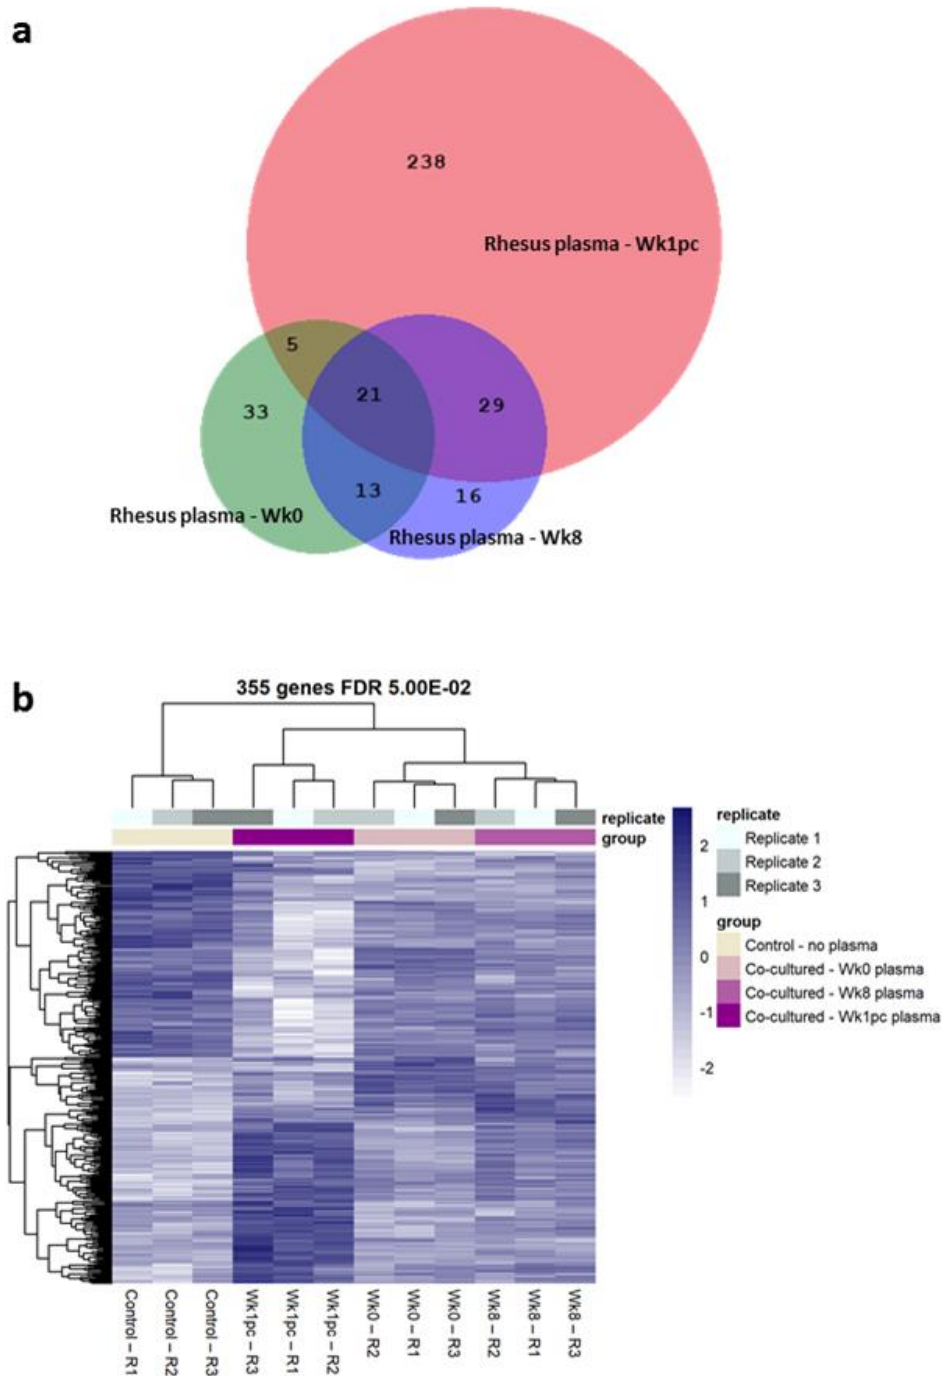 a
238
Rhesus plasma - Wk1pc
5
21
29
33
13
16
Rhesus plasma - Wk0
Rhesus plasma - Wk8
b
355 genes FDR 5.00E-02
replicate
group
2
1
0
-1
-2
replicate
Replicate 1
Replicate 2
Replicate 3
group
Control - no plasma
Co-cultured - Wk0 plasma
Co-cultured - Wk8 plasma
Co-cultured - Wk1pc plasma
Control – R1
Control – R2
Control – R3
Wk1pc – R3
Wk1pc – R1
Wk1pc – R2
Wk0 – R2
Wk0 – R1
Wk0 – R3
Wk8 – R2
Wk8 – R1
Wk8 – R3